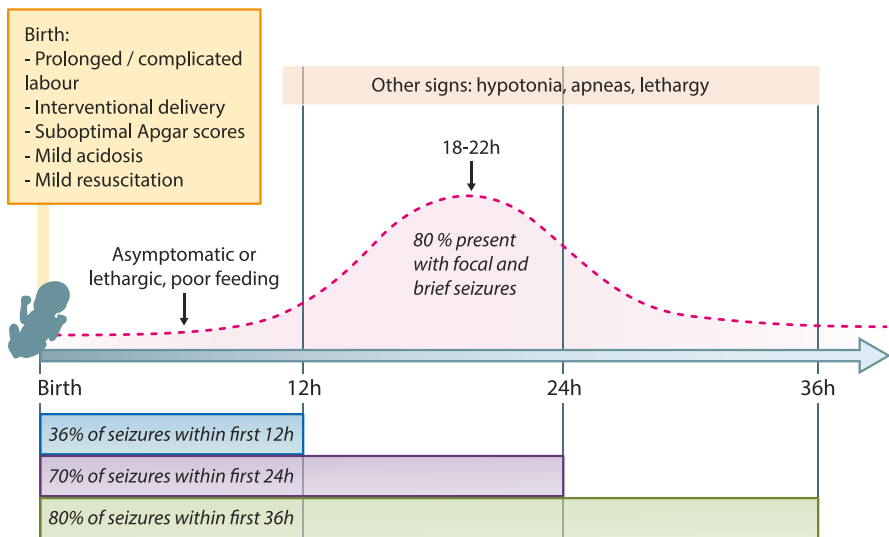 Birth:
- Prolonged / complicated
labour
- Interventional delivery
- Suboptimal Apgar scores
- Mild acidosis
- Mild resuscitation
Other signs: hypotonia, apneas, lethargy
18-22h
Asymptomatic or
lethargic, poor feeding
80 % present
with focal and
brief seizures
Birth
12h
24h
36h
36% of seizures within first 12h
70% of seizures within first 24h
80% of seizures within first 36h